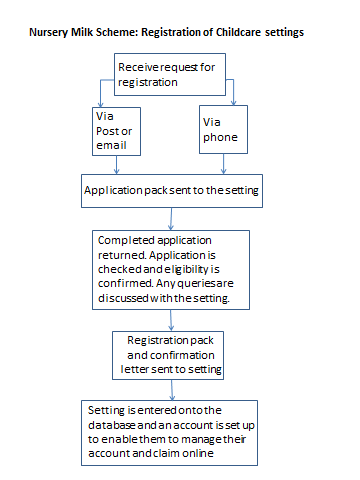 Nursery Milk Scheme: Registration of Childcare settings
Receive request for
registration
Via
Post or
email
Via
phone
Application pack sent to the setting
Completed application
returned. Application is
checked and eligibility is
confirmed. Any queries are
discussed with the setting.
Registration pack
and confirmation
letter sent to setting
Setting is entered onto the
database and an account is set up
to enable them to manage their
account and claim online